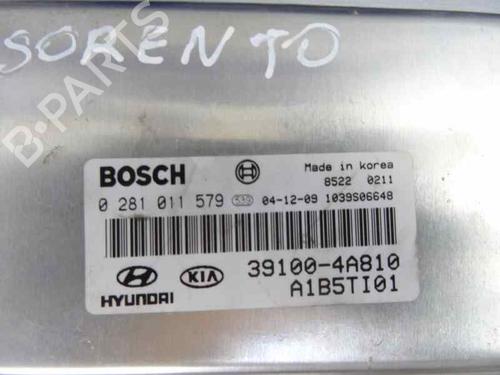 SORENTO
B-PARTS
BOSCH
Made in korea
8522 0211
0 281 011 579 539 04-12-09 1039S06648
39100-4A810
A1B5TI01
HYUNDAI
KIA